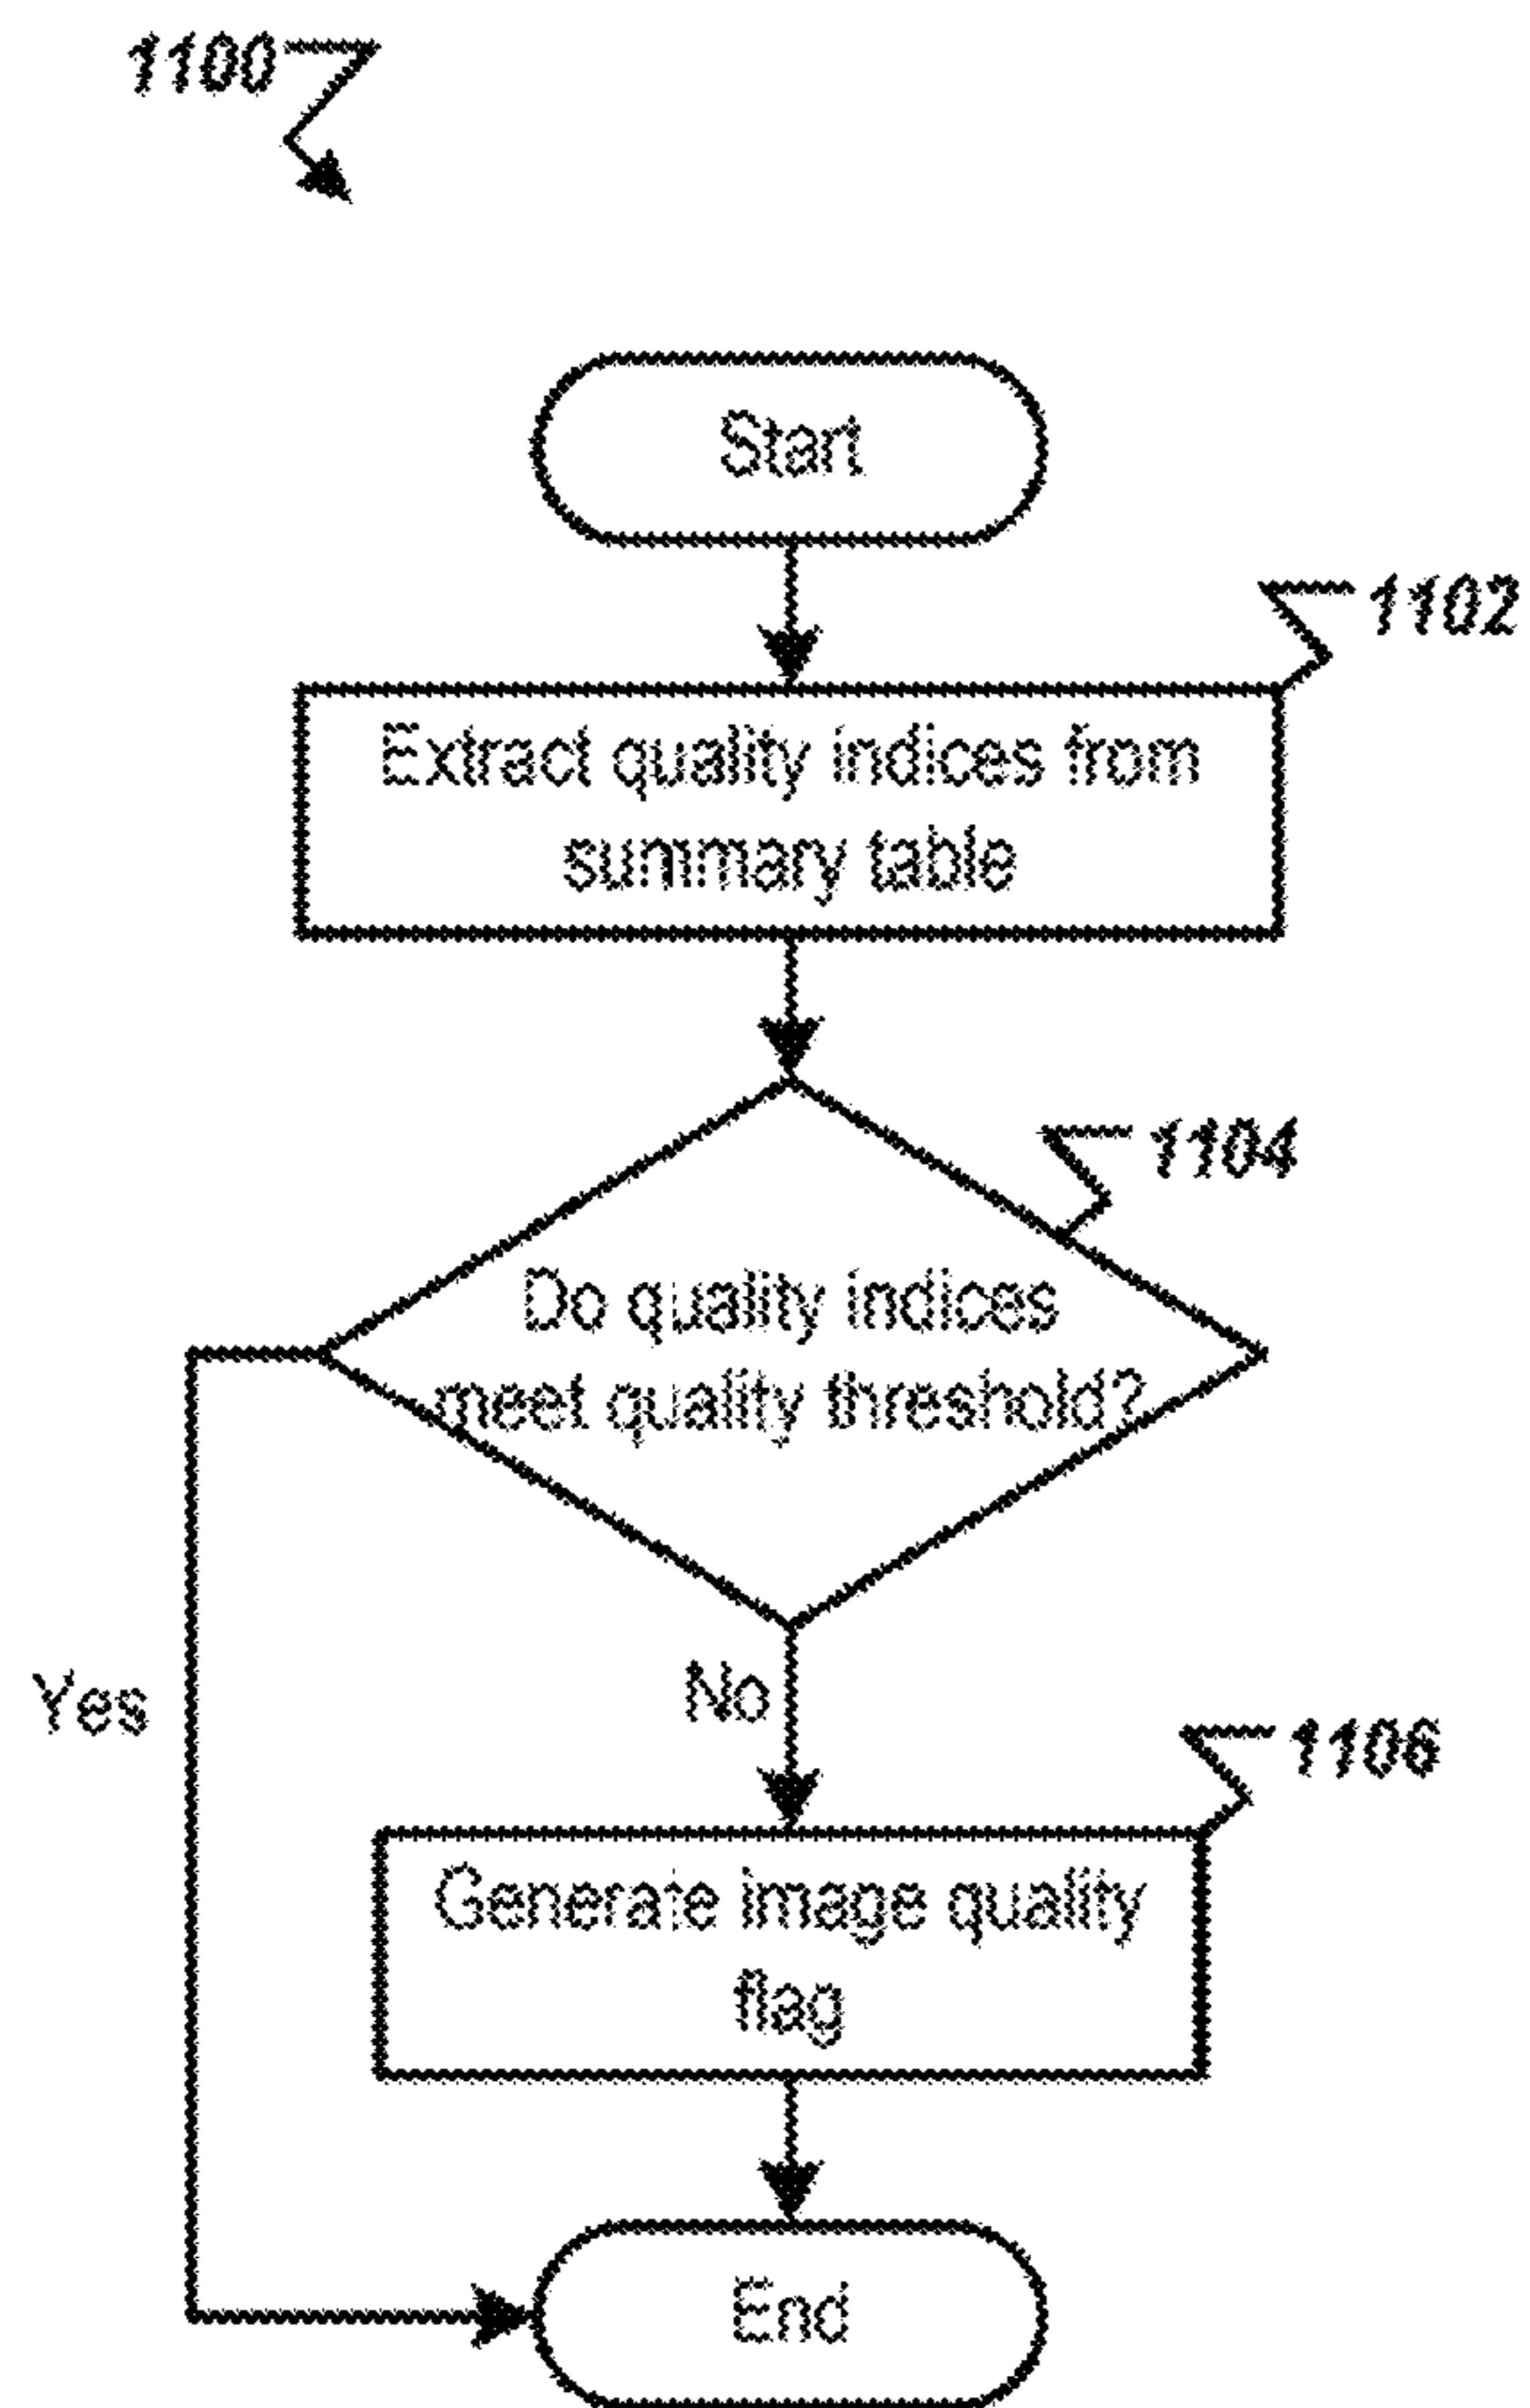 1100
Start
1102
Extract quality indices from
summary table
1104
Do quality indices
meet quality threshold?
Yes
No
1106
Generate image quality
flag
End